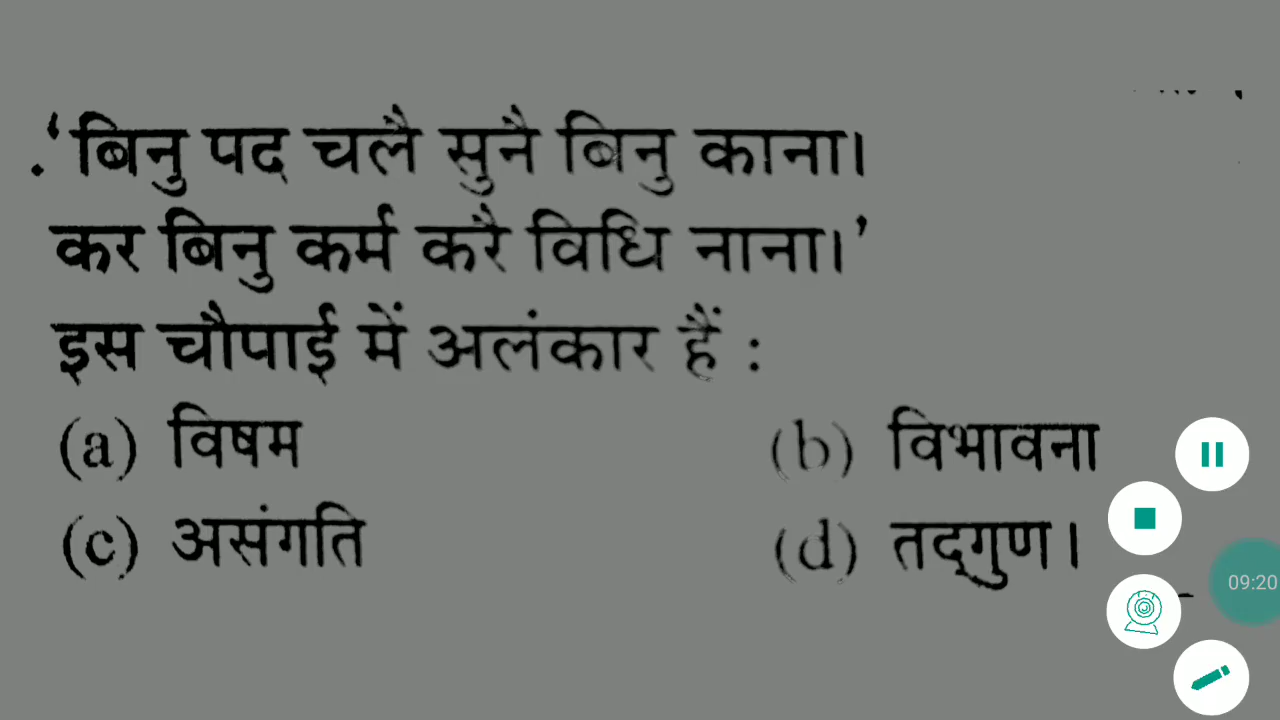 .‘बिनु पद चलै सुनै बिनु काना।
कर बिनु कर्म करै विधि नाना।’
इस चौपाई में अलंकार हैं :
(a) विषम (b) विभावना
(c) असंगति (d) तद्गुण।
09:20